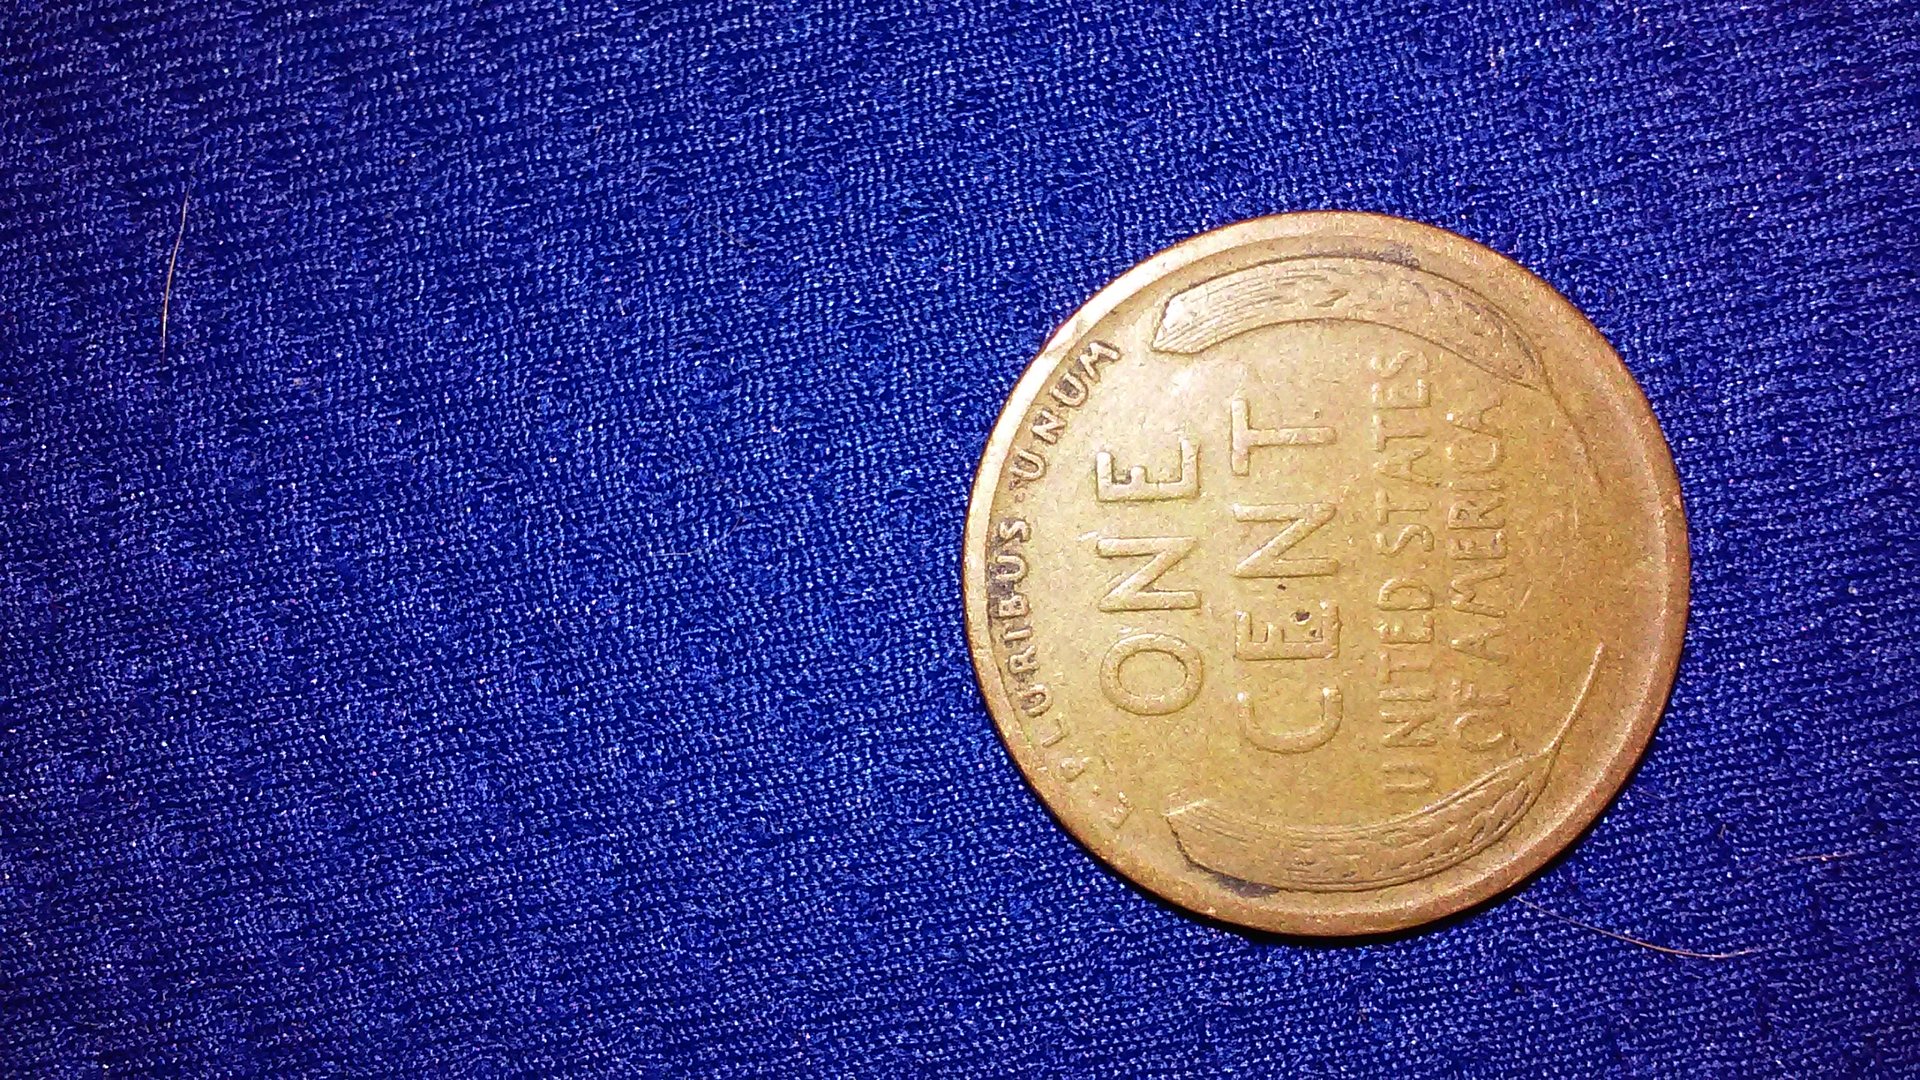 E · PLURIBUS · UNUM
ONE
CENT
UNITED STATES
OF AMERICA